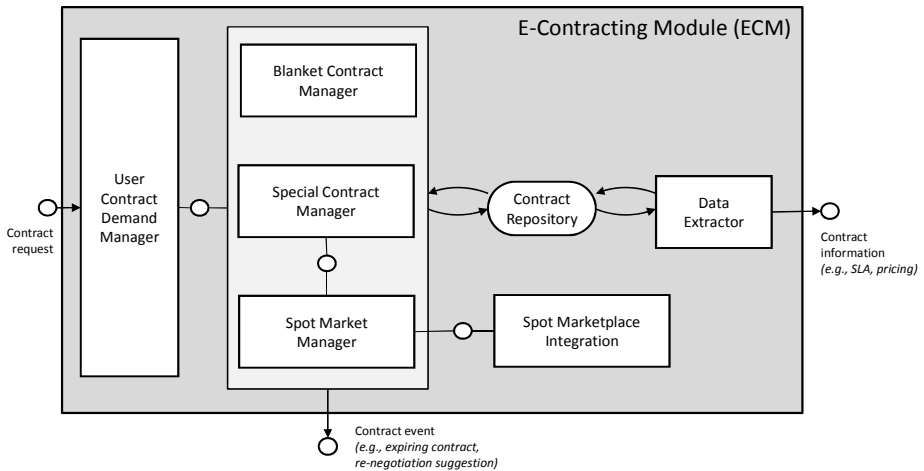 E-Contracting Module (ECM)
Blanket Contract
Manager
User
Contract
Demand
Manager
Special Contract
Manager
Contract
Repository
Data
Extractor
Contract
request
Contract
information
(e.g., SLA, pricing)
Spot Market
Manager
Spot Marketplace
Integration
Contract event
(e.g., expiring contract,
re-negotiation suggestion)